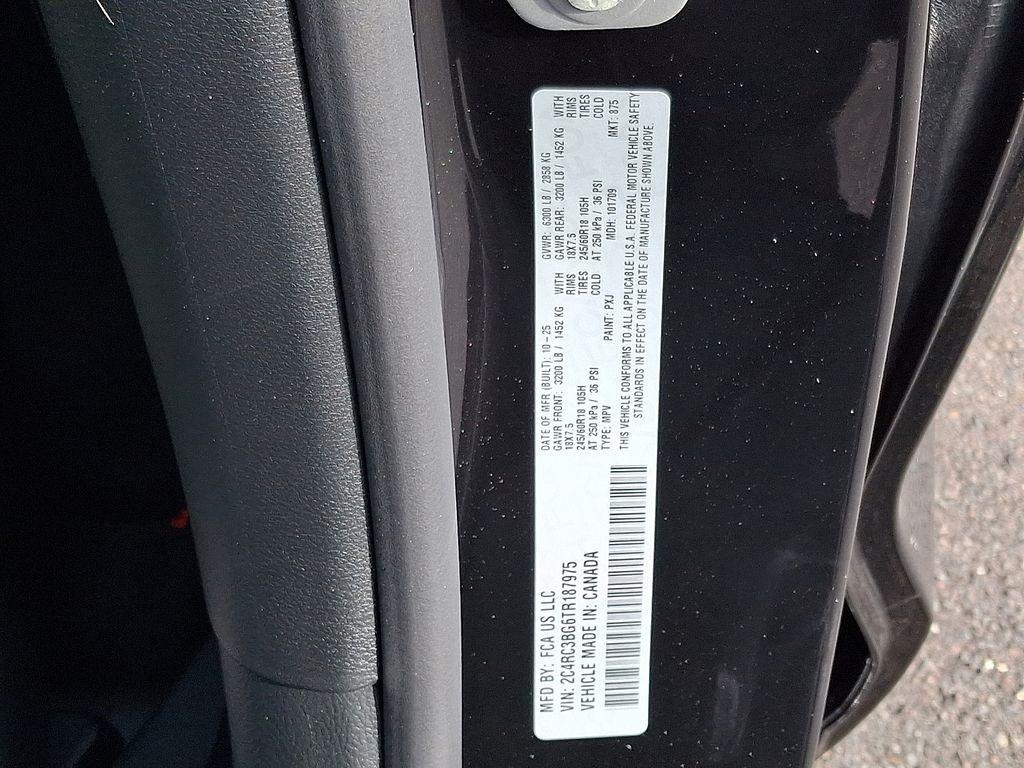 MFD BY: FCA US LLC
VIN: 2C4RC3BG6TR187975
VEHICLE MADE IN: CANADA
DATE OF MFR (BUILT): 10-25 GVWR: 6300 LB / 2858 KG
GAWR FRONT: 3200 LB / 1452 KG WITH GAWR REAR: 3200 LB / 1452 KG WITH
18X7.5 RIMS 18X7.5 RIMS
245/60R18 105H TIRES 245/60R18 105H TIRES
AT 250 kPa / 36 PSI COLD AT 250 kPa / 36 PSI COLD
TYPE: MPV PAINT: PXJ MDH: 101709 MKT: 875
THIS VEHICLE CONFORMS TO ALL APPLICABLE U.S.A. FEDERAL MOTOR VEHICLE SAFETY
STANDARDS IN EFFECT ON THE DATE OF MANUFACTURE SHOWN ABOVE.